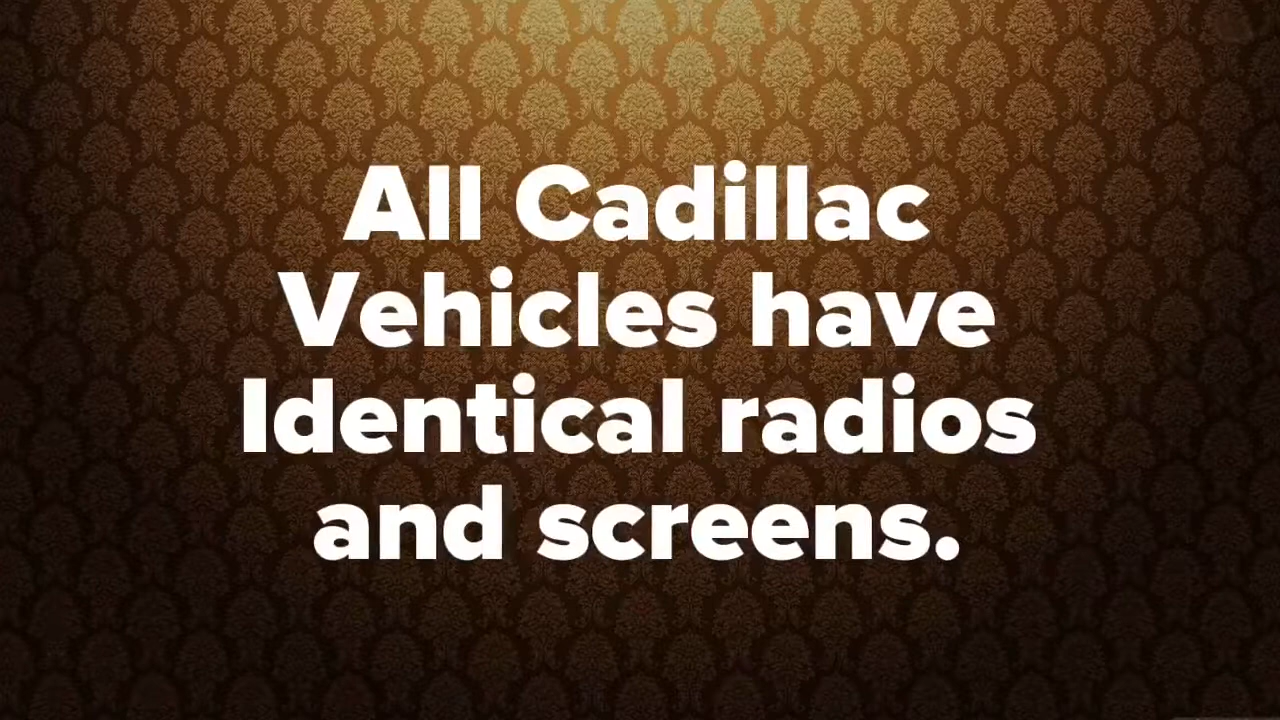 All Cadillac
Vehicles have
Identical radios
and screens.